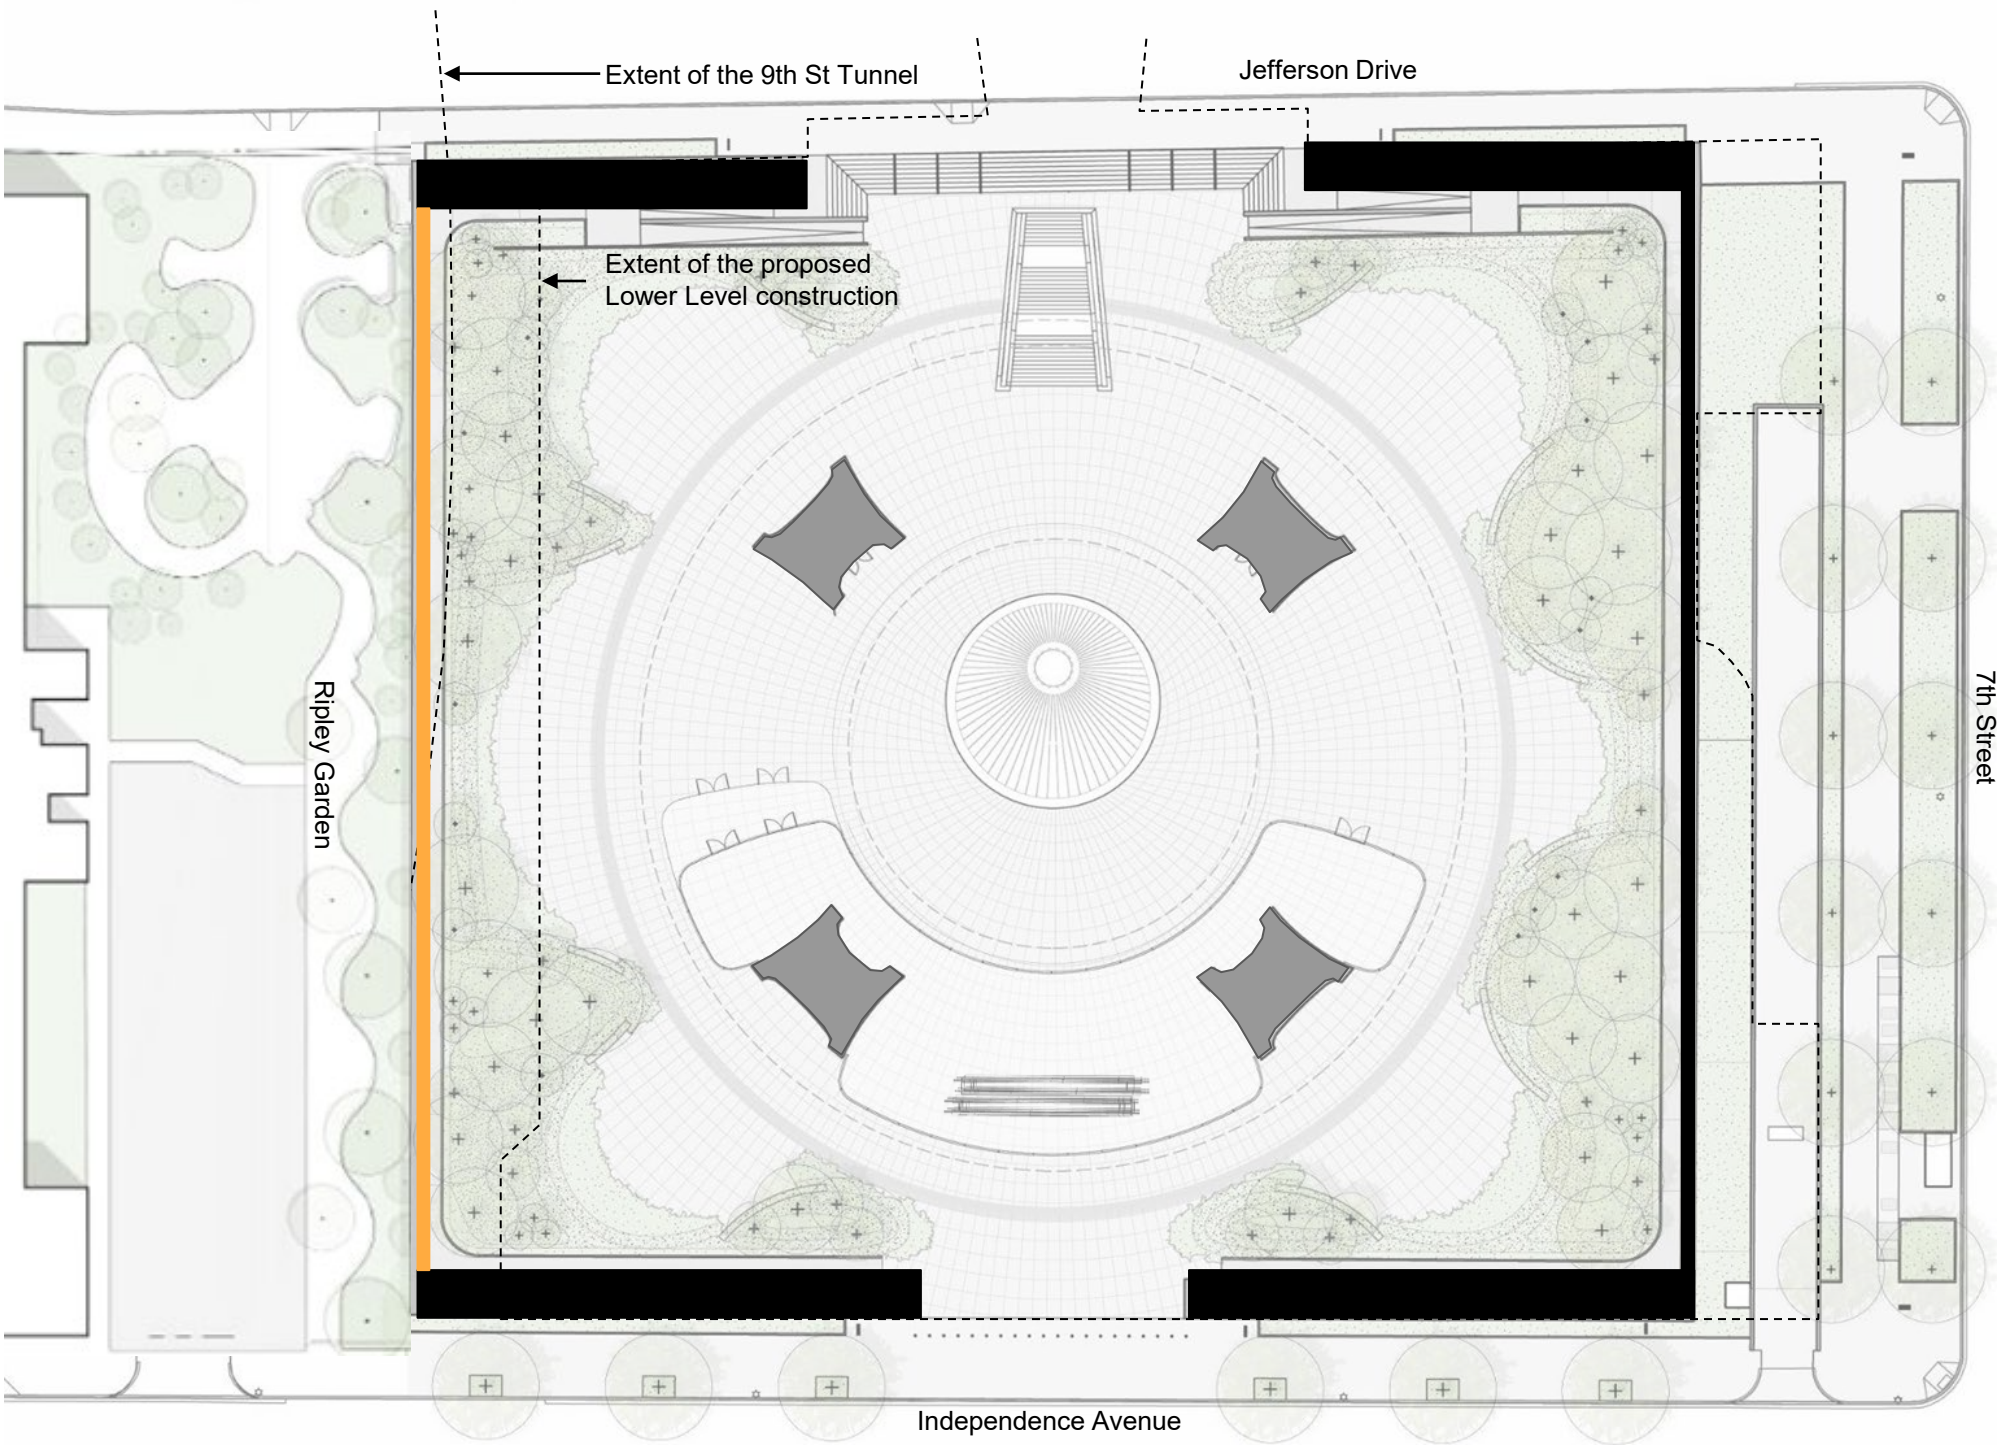 Extent of the 9th St Tunnel
Jefferson Drive
Extent of the proposed
Lower Level construction
Ripley Garden
7th Street
Independence Avenue